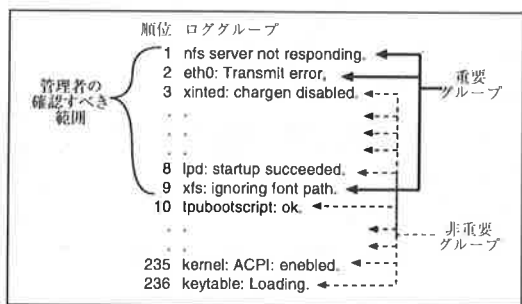 順位 ロググループ
1 nfs server not responding.
2 eth0: Transmit error,
3 xinted: chargen disabled.
管理者の
確認すべき
範囲
重要
グループ
8 lpd: startup succeeded.
9 xfs: ignoring font path.
10 tpubootscript: ok.
非重要
グループ
235 kernel: ACPI: enebled.
236 keytable: Loading.